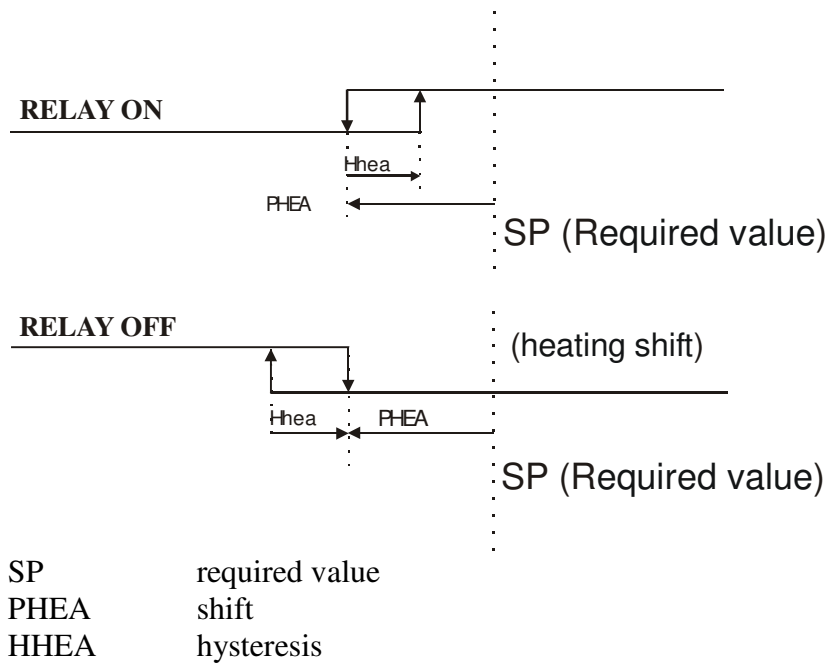 RELAY ON
Hhea
PHEA
SP (Required value)
RELAY OFF
(heating shift)
Hhea PHEA
SP (Required value)
SP required value
PHEA shift
HHEA hysteresis